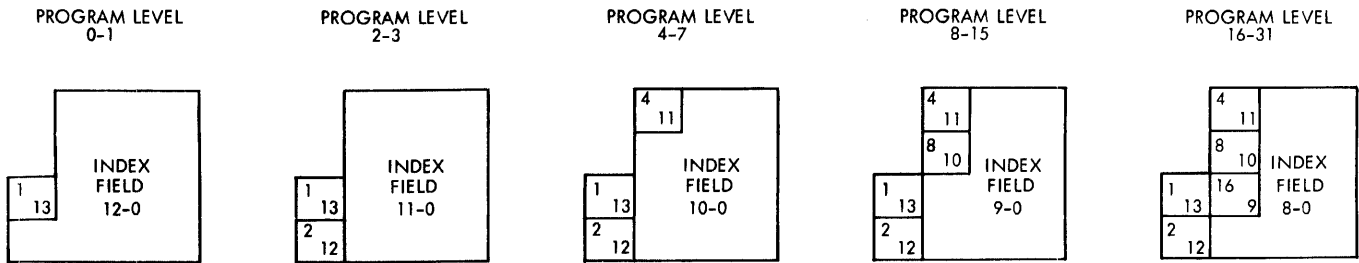 PROGRAM LEVEL
0-1
PROGRAM LEVEL
2-3
PROGRAM LEVEL
4-7
PROGRAM LEVEL
8-15
PROGRAM LEVEL
16-31
1
13
INDEX
FIELD
12-0
1
13
2
12
INDEX
FIELD
11-0
4
11
1
13
2
12
INDEX
FIELD
10-0
4
11
8
10
1
13
2
12
INDEX
FIELD
9-0
4
11
8
10
16
9
1
13
2
12
INDEX
FIELD
8-0